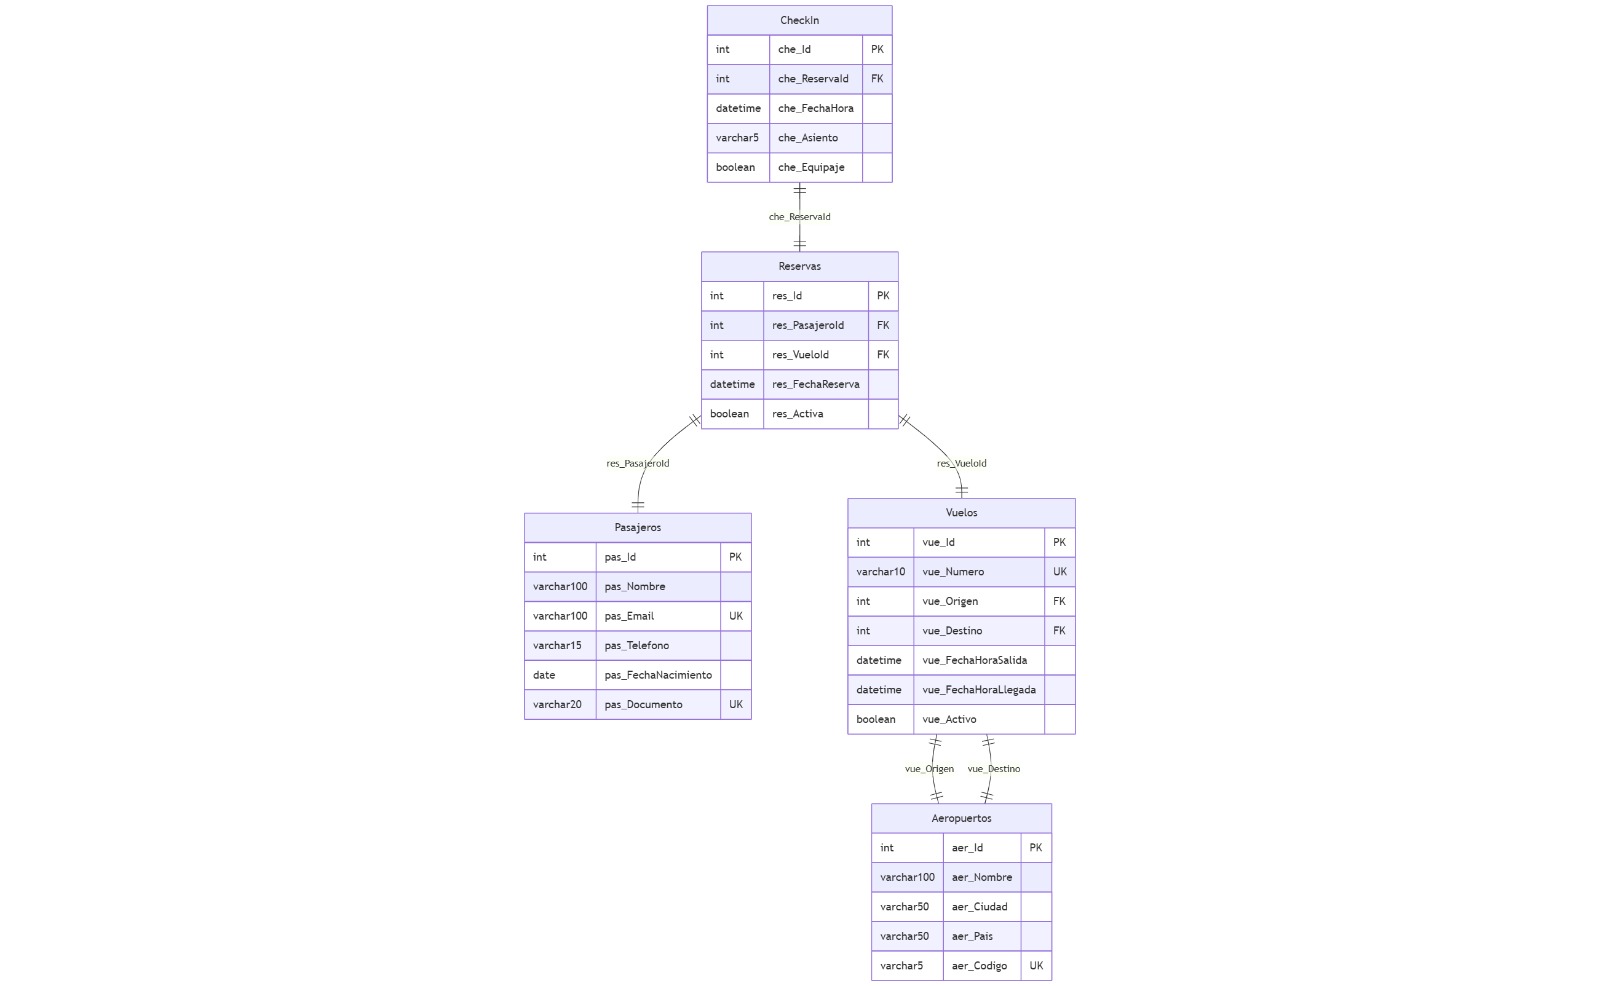 CheckIn
int che_Id PK
int che_ReservaId FK
datetime che_FechaHora
varchar5 che_Asiento
boolean che_Equipaje
che_ReservaId
Reservas
int res_Id PK
int res_PasajeroId FK
int res_VueloId FK
datetime res_FechaReserva
boolean res_Activa
res_PasajeroId
res_VueloId
Pasajeros
int pas_Id PK
varchar100 pas_Nombre
varchar100 pas_Email UK
varchar15 pas_Telefono
date pas_FechaNacimiento
varchar20 pas_Documento UK
Vuelos
int vue_Id PK
varchar10 vue_Numero UK
int vue_Origen FK
int vue_Destino FK
datetime vue_FechaHoraSalida
datetime vue_FechaHoraLlegada
boolean vue_Activo
vue_Origen
vue_Destino
Aeropuertos
int aer_Id PK
varchar100 aer_Nombre
varchar50 aer_Ciudad
varchar50 aer_Pais
varchar5 aer_Codigo UK